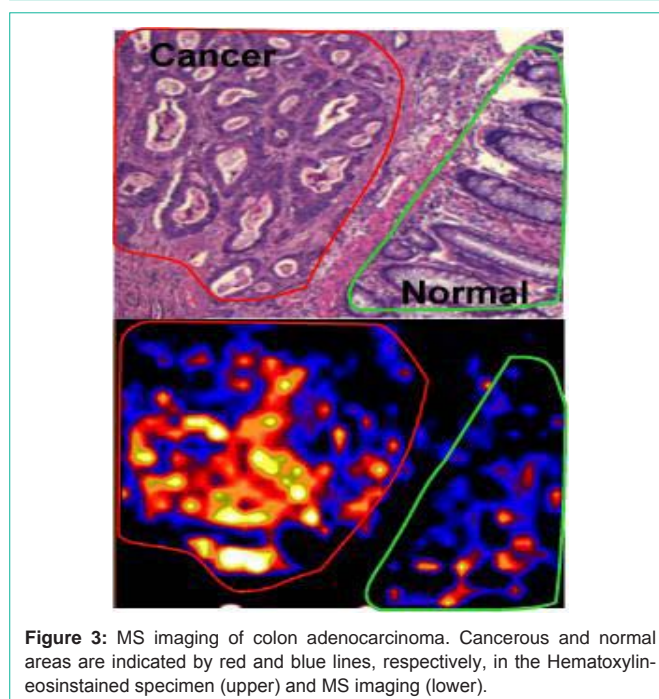 Cancer
Normal
Figure 3: MS imaging of colon adenocarcinoma. Cancerous and normal
areas are indicated by red and blue lines, respectively, in the Hematoxylin-
eosinstained specimen (upper) and MS imaging (lower).